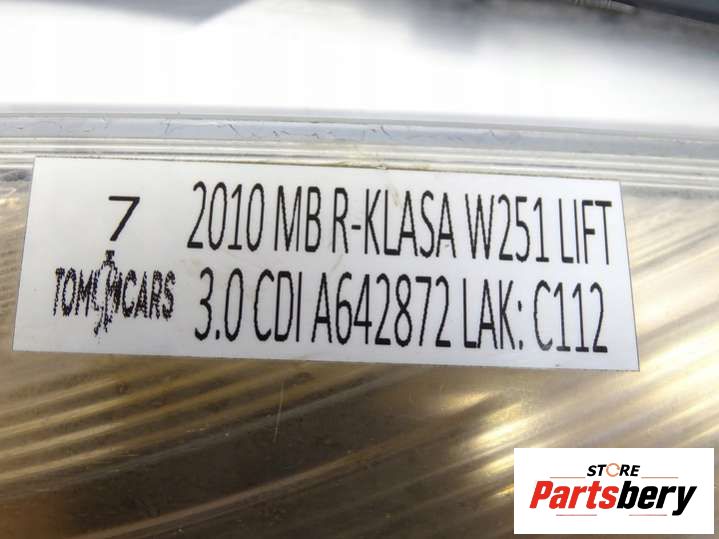 7
TOM CARS
2010 MB R-KLASA W251 LIFT
3.0 CDI A642872 LAK: C112
STORE
Partsbery